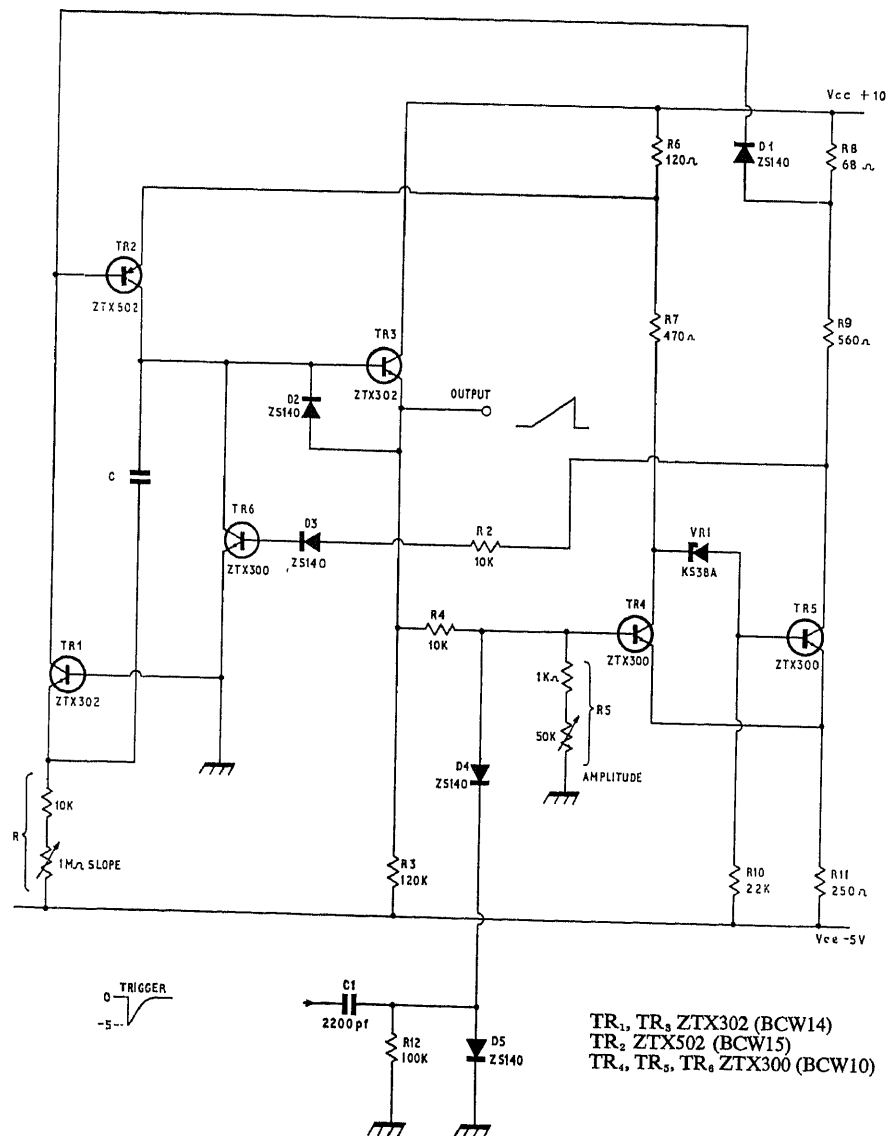 Vcc +10
R6
120Ω
D1
ZS140
R8
68 Ω
TR2
ZTX502
R7
470Ω
R9
560Ω
TR3
ZTX302
D2
ZS140
OUTPUT
C
TR6
ZTX300
D3
ZS140
R2
10K
VR1
KS38A
R4
10K
TR4
ZTX300
TR5
ZTX300
TR1
ZTX302
1KΩ
R5
50K
AMPLITUDE
D4
ZS140
R
10K
1MΩ SLOPE
R3
120K
R10
22K
R11
250Ω
Vee -5V
TRIGGER
0
-5
C1
2200pf
R12
100K
D5
ZS140
TR₁, TR₃ ZTX302 (BCW14)
TR₂ ZTX502 (BCW15)
TR₄, TR₅, TR₆ ZTX300 (BCW10)